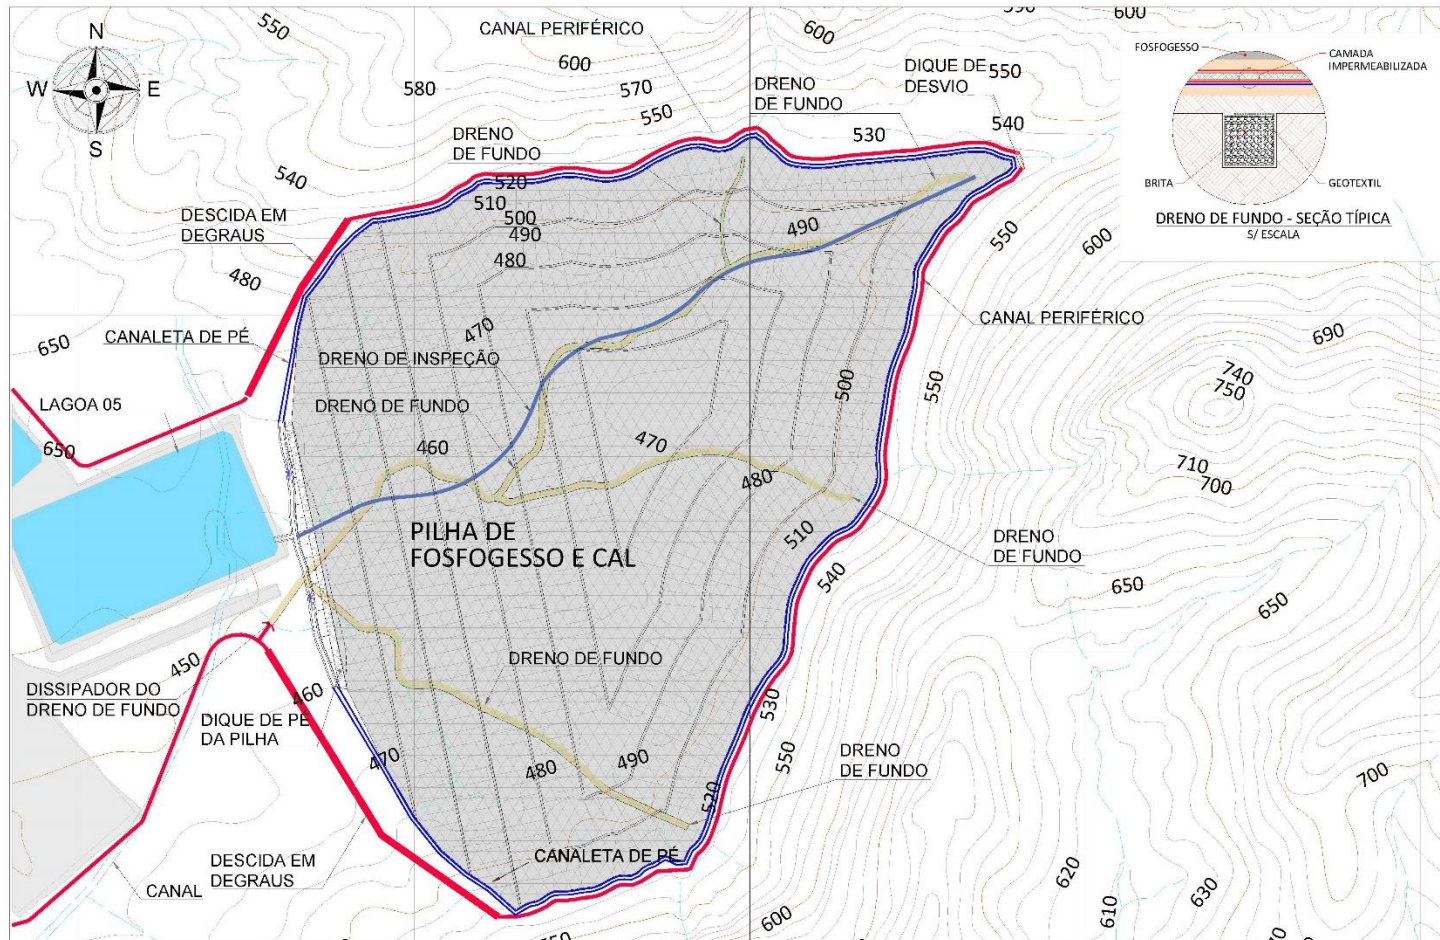 N
W
E
S
550
CANAL PERIFÉRICO
600
600
600
580
570
550
DRENO
DE FUNDO
DIQUE DE
DESVIO
550
540
530
DRENO
DE FUNDO
FOSFOGESSO
CAMADA
IMPERMEABILIZADA
BRITA
GEOTEXTIL
DRENO DE FUNDO - SEÇÃO TÍPICA
S/ ESCALA
540
520
510
500
490
480
490
DESCIDA EM
DEGRAUS
480
550
600
CANALETA DE PÉ
650
470
DRENO DE INSPEÇÃO
CANAL PERIFÉRICO
690
740
750
LAGOA 05
DRENO DE FUNDO
500
550
650
460
470
480
710
700
PILHA DE
FOSFOGESSO E CAL
510
540
DRENO
DE FUNDO
650
650
450
DRENO DE FUNDO
DISSIPADOR DO
DRENO DE FUNDO
460
DIQUE DE PÉ
DA PILHA
470
480
490
530
550
520
DRENO
DE FUNDO
700
DESCIDA EM
DEGRAUS
CANALETA DE PÉ
CANAL
600
620
610
630